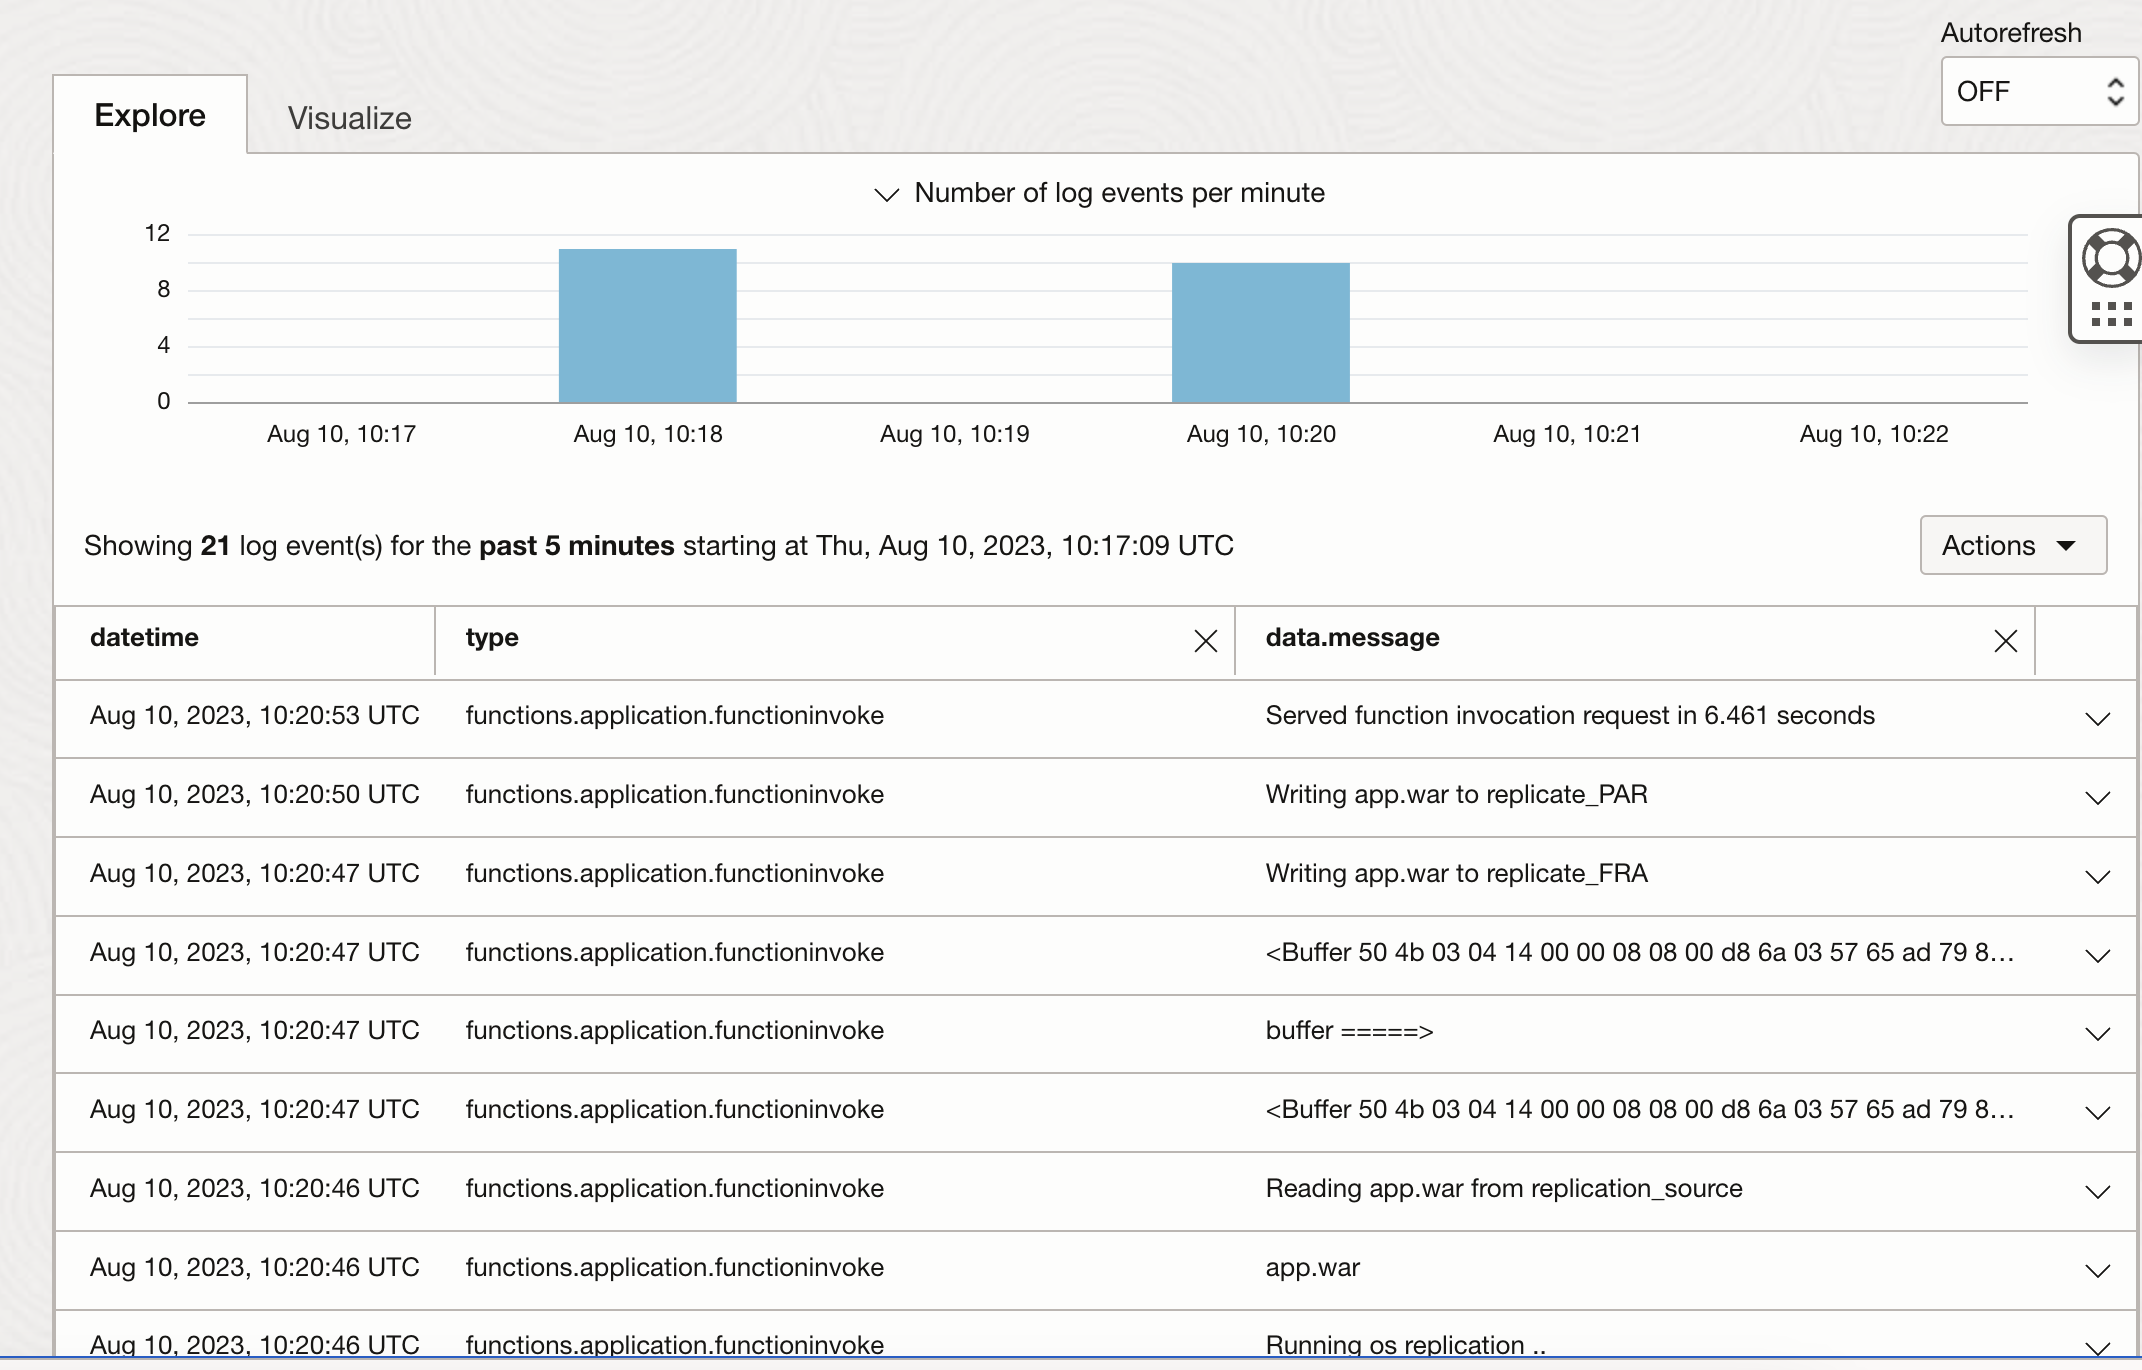 Autorefresh
OFF
Explore
Visualize
Number of log events per minute
12
8
4
0
Aug 10, 10:17 Aug 10, 10:18 Aug 10, 10:19 Aug 10, 10:20 Aug 10, 10:21 Aug 10, 10:22
Showing 21 log event(s) for the past 5 minutes starting at Thu, Aug 10, 2023, 10:17:09 UTC
Actions
datetime type data.message
Aug 10, 2023, 10:20:53 UTC functions.application.functioninvoke Served function invocation request in 6.461 seconds
Aug 10, 2023, 10:20:50 UTC functions.application.functioninvoke Writing app.war to replicate_PAR
Aug 10, 2023, 10:20:47 UTC functions.application.functioninvoke Writing app.war to replicate_FRA
Aug 10, 2023, 10:20:47 UTC functions.application.functioninvoke <Buffer 50 4b 03 04 14 00 00 08 08 00 d8 6a 03 57 65 ad 79 8…
Aug 10, 2023, 10:20:47 UTC functions.application.functioninvoke buffer =====>
Aug 10, 2023, 10:20:47 UTC functions.application.functioninvoke <Buffer 50 4b 03 04 14 00 00 08 08 00 d8 6a 03 57 65 ad 79 8…
Aug 10, 2023, 10:20:46 UTC functions.application.functioninvoke Reading app.war from replication_source
Aug 10, 2023, 10:20:46 UTC functions.application.functioninvoke app.war
Aug 10, 2023, 10:20:46 UTC functions.application.functioninvoke Running os replication ..